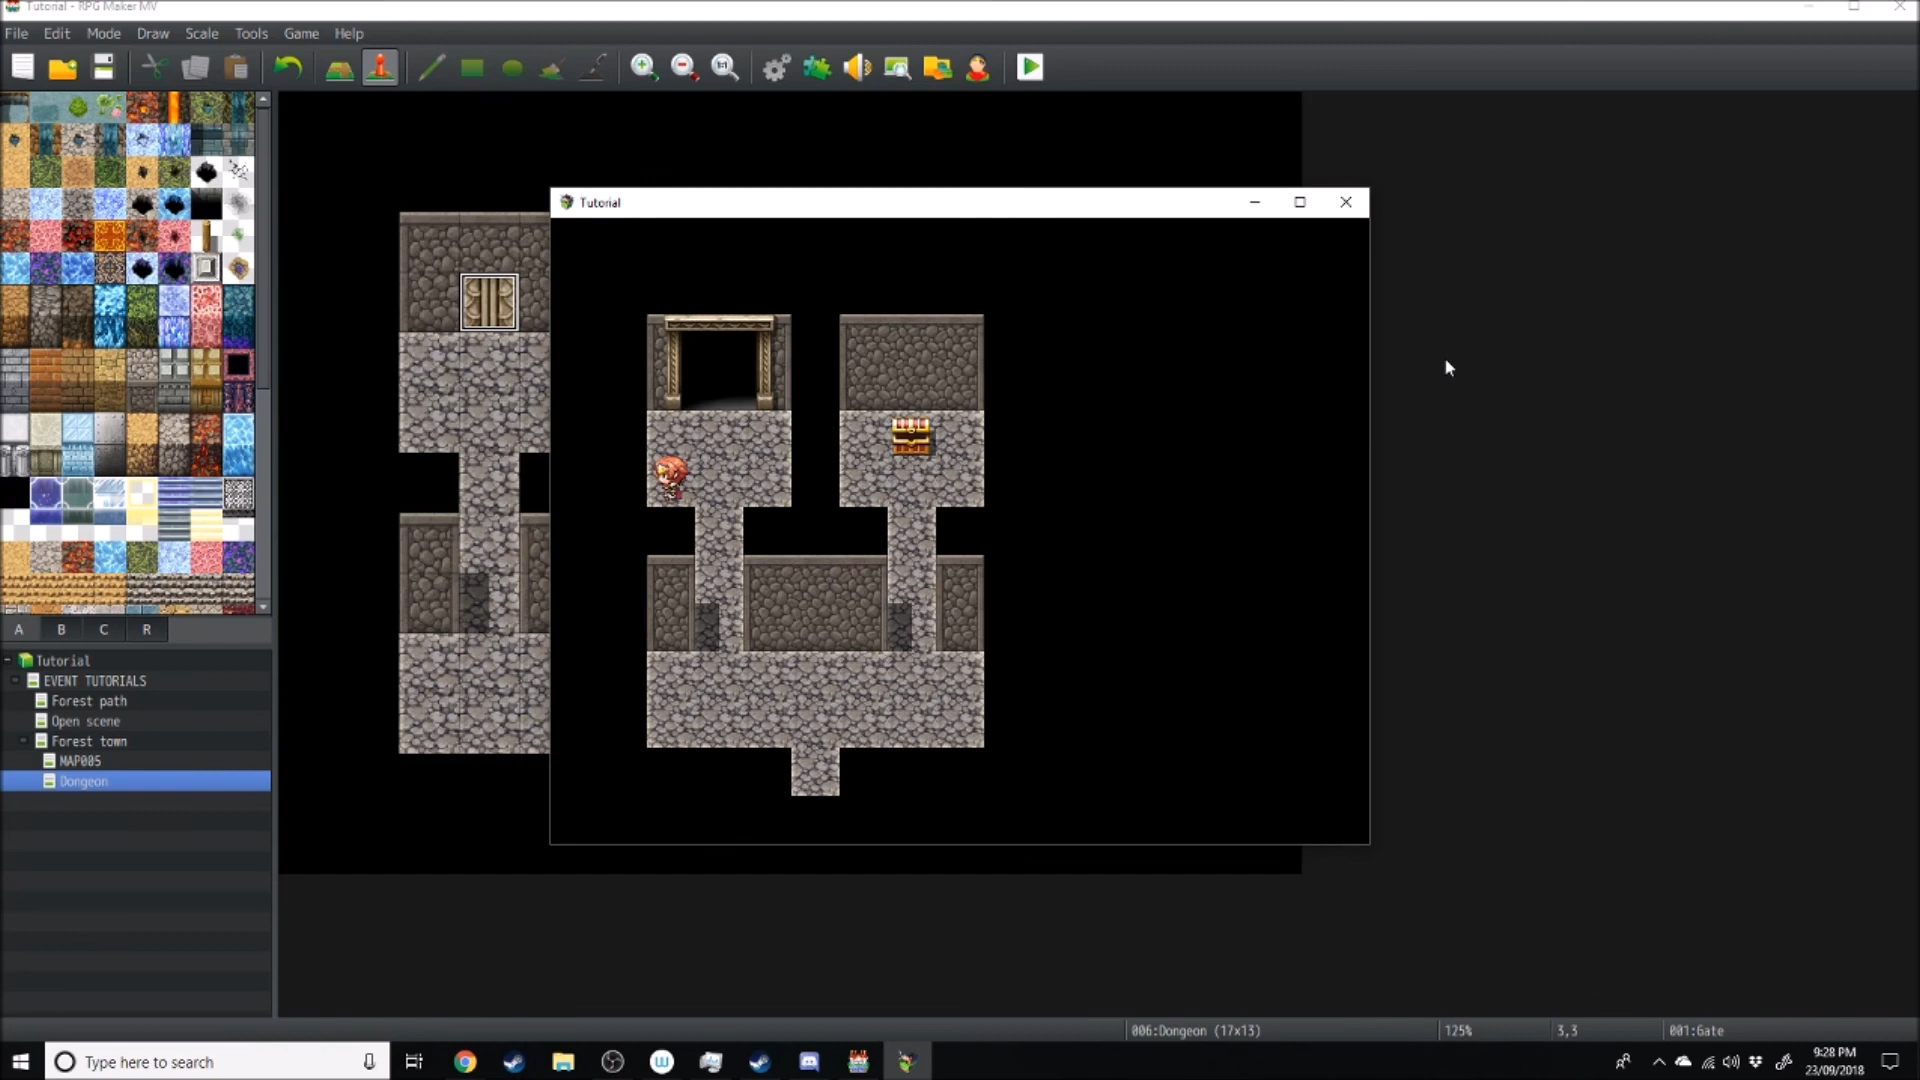 Tutorial - RPG Maker MV
File Edit Mode Draw Scale Tools Game Help
Tutorial
A B C R
Tutorial
EVENT TUTORIALS
Forest path
Open scene
Forest town
MAP005
Dongeon
006:Dongeon (17x13) 125% 3,3 001:Gate
Type here to search
9:28 PM
23/09/2018